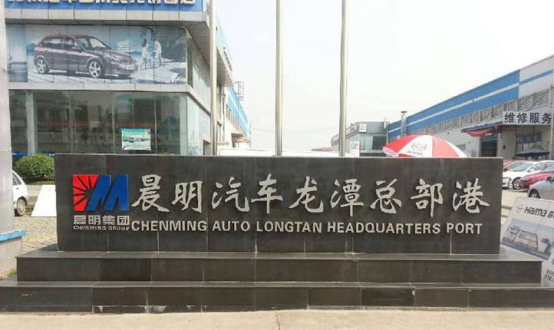 维修服务
晨明汽车龙潭总部港
晨明集团
CHENMING GROUP
CHENMING AUTO LONGTAN HEADQUARTERS PORT